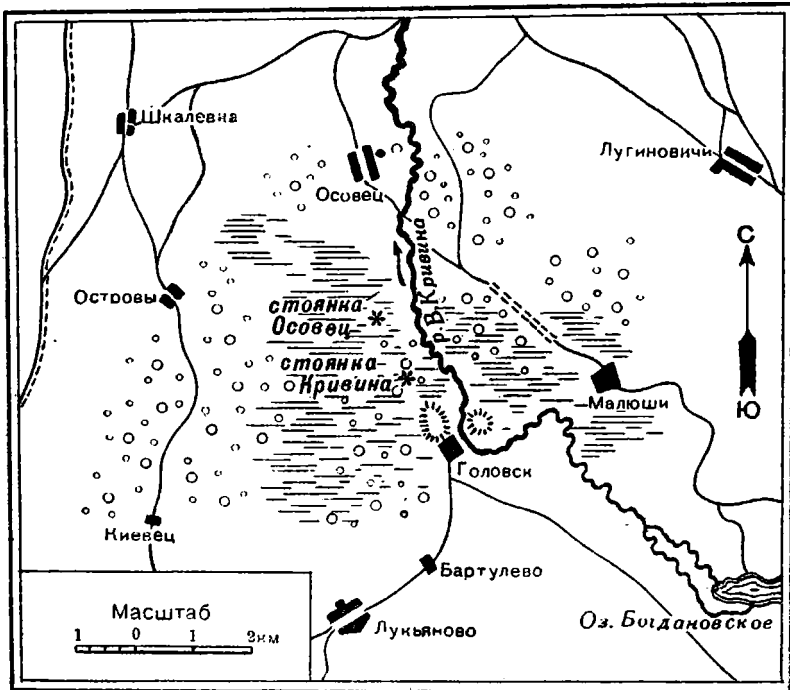 Шкалевка
Лугиновичи
Осовец
С
р. В. Кривина
Островы
стоянка
Осовец
стоянка
Кривина
Ю
Малюши
Головск
Киевец
Бартулево
Масштаб
1 0 1 2км
Лукьяново
Оз. Богдановское